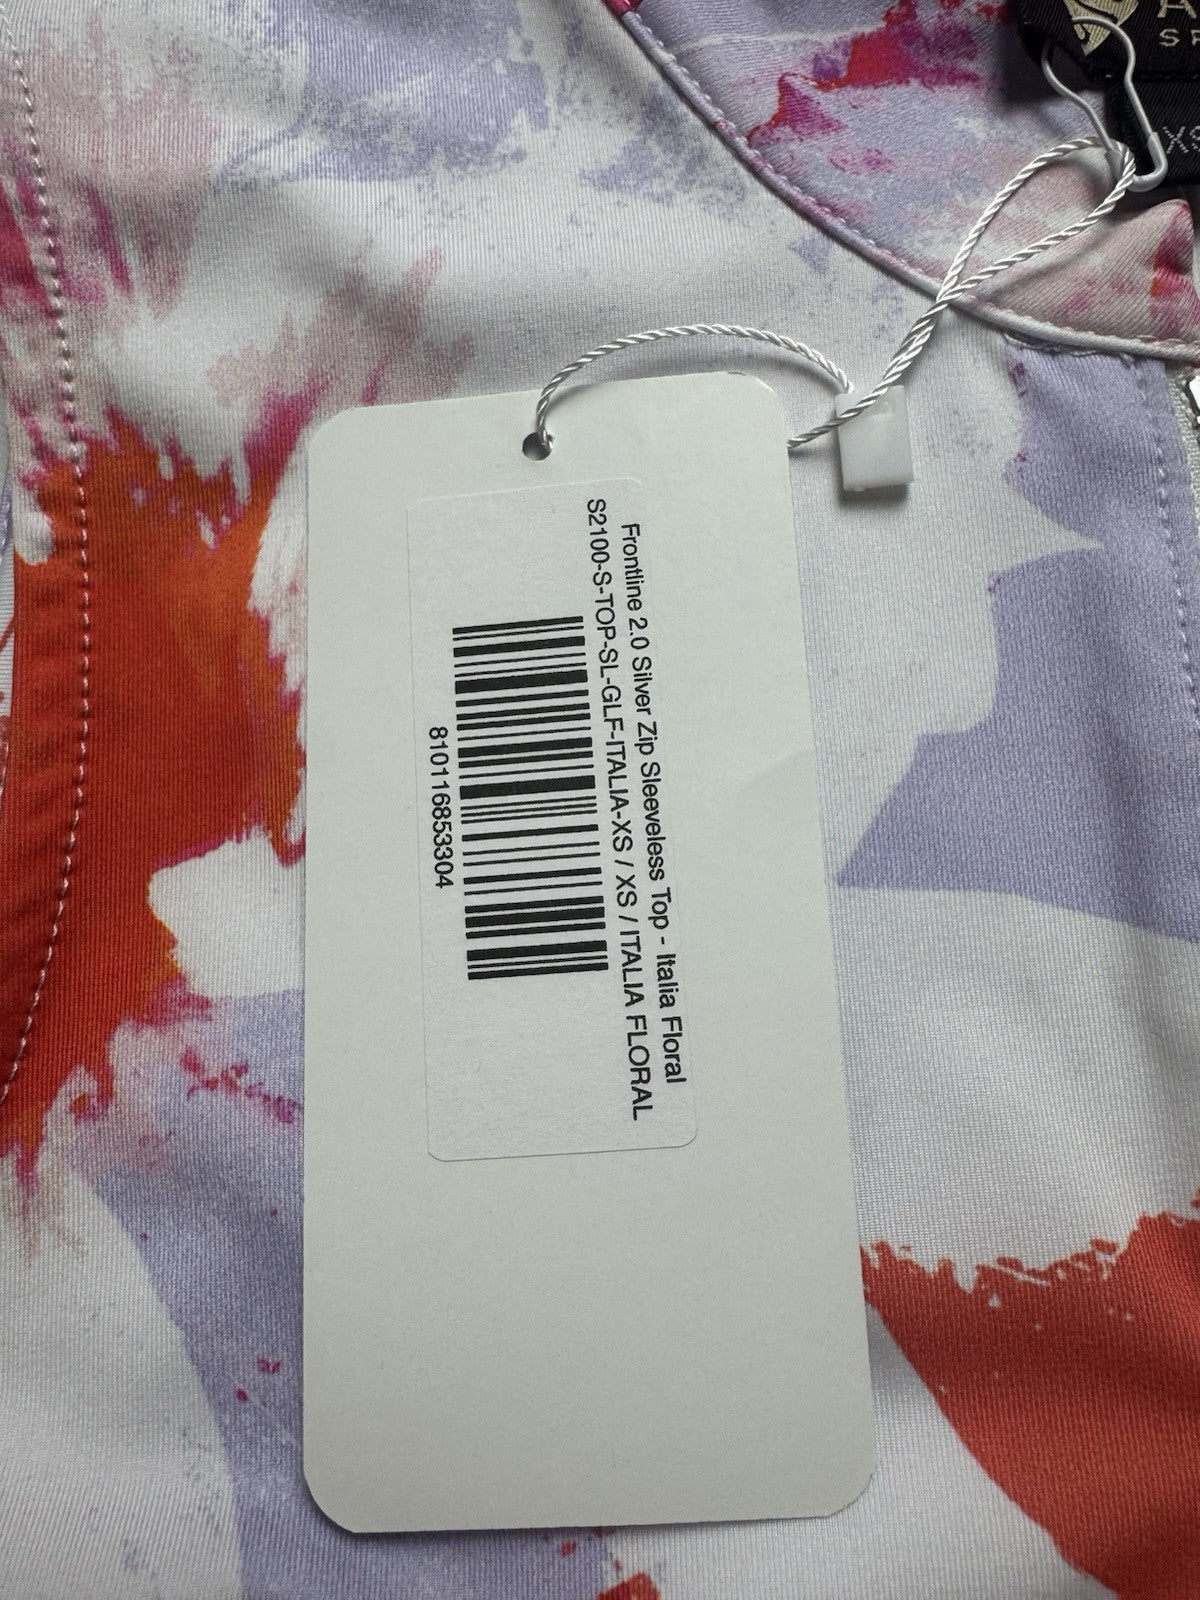 Frontline 2.0 Silver Zip Sleeveless Top - Italia Floral
S2100-S-TOP-SL-GLF-ITALIA-XS / XS / ITALIA FLORAL
810116853304
XS